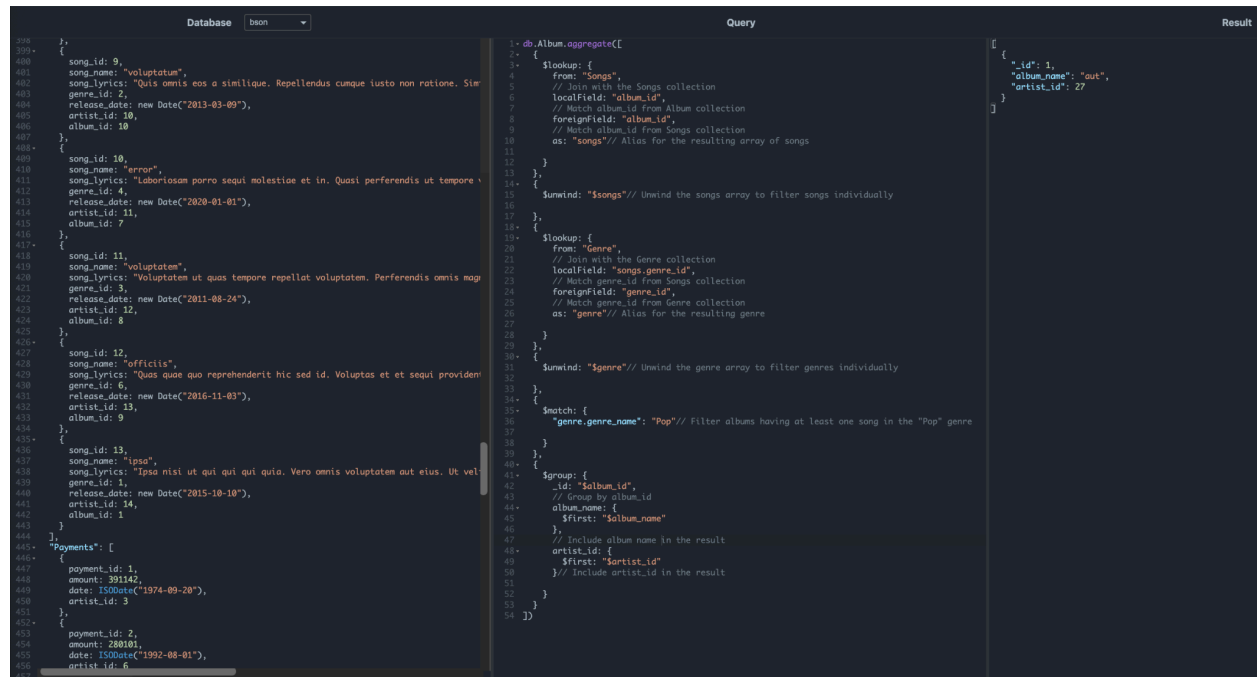 Database bson Query Result
398 },
399 {
400 song_id: 9,
401 song_name: "voluptatum",
402 song_lyrics: "Quis omnis eos a similique. Repellendus cumque iusto non ratione. Sim
403 genre_id: 2,
404 release_date: new Date("2013-03-09"),
405 artist_id: 10,
406 album_id: 10
407 },
408 {
409 song_id: 10,
410 song_name: "error",
411 song_lyrics: "Laboriosam porro sequi molestiae et in. Quasi perferendis ut tempore
412 genre_id: 4,
413 release_date: new Date("2020-01-01"),
414 artist_id: 11,
415 album_id: 7
416 },
417 {
418 song_id: 11,
419 song_name: "voluptatem",
420 song_lyrics: "Voluptatem ut quas tempore repellat voluptatem. Perferendis omnis mag
421 genre_id: 3,
422 release_date: new Date("2011-08-24"),
423 artist_id: 12,
424 album_id: 8
425 },
426 {
427 song_id: 12,
428 song_name: "officiis",
429 song_lyrics: "Quas quae quo reprehenderit hic sed id. Voluptas et et sequi providen
430 genre_id: 6,
431 release_date: new Date("2016-11-03"),
432 artist_id: 13,
433 album_id: 9
434 },
435 {
436 song_id: 13,
437 song_name: "ipsa",
438 song_lyrics: "Ipsa nisi ut qui qui qui quia. Vero omnis voluptatem aut eius. Ut vel
439 genre_id: 1,
440 release_date: new Date("2015-10-10"),
441 artist_id: 14,
442 album_id: 1
443 }
444 ],
445 "Payments": [
446 {
447 payment_id: 1,
448 amount: 391142,
449 date: ISODate("1974-09-20"),
450 artist_id: 3
451 },
452 {
453 payment_id: 2,
454 amount: 280101,
455 date: ISODate("1992-08-01"),
456 artist_id: 6
1 db.Album.aggregate([
2 {
3 $lookup: {
4 from: "Songs",
5 // Join with the Songs collection
6 localField: "album_id",
7 // Match album_id from Album collection
8 foreignField: "album_id",
9 // Match album_id from Songs collection
10 as: "songs"// Alias for the resulting array of songs
11
12 }
13 },
14 {
15 $unwind: "$songs"// Unwind the songs array to filter songs individually
16
17 },
18 {
19 $lookup: {
20 from: "Genre",
21 // Join with the Genre collection
22 localField: "songs.genre_id",
23 // Match genre_id from Songs collection
24 foreignField: "genre_id",
25 // Match genre_id from Genre collection
26 as: "genre"// Alias for the resulting genre
27
28 }
29 },
30 {
31 $unwind: "$genre"// Unwind the genre array to filter genres individually
32
33 },
34 {
35 $match: {
36 "genre.genre_name": "Pop"// Filter albums having at least one song in the "Pop" genre
37
38 }
39 },
40 {
41 $group: {
42 _id: "$album_id",
43 // Group by album_id
44 album_name: {
45 $first: "$album_name"
46 },
47 // Include album name in the result
48 artist_id: {
49 $first: "$artist_id"
50 }// Include artist_id in the result
51
52 }
53 }
54 ])
[
{
"_id": 1,
"album_name": "aut",
"artist_id": 27
}
]